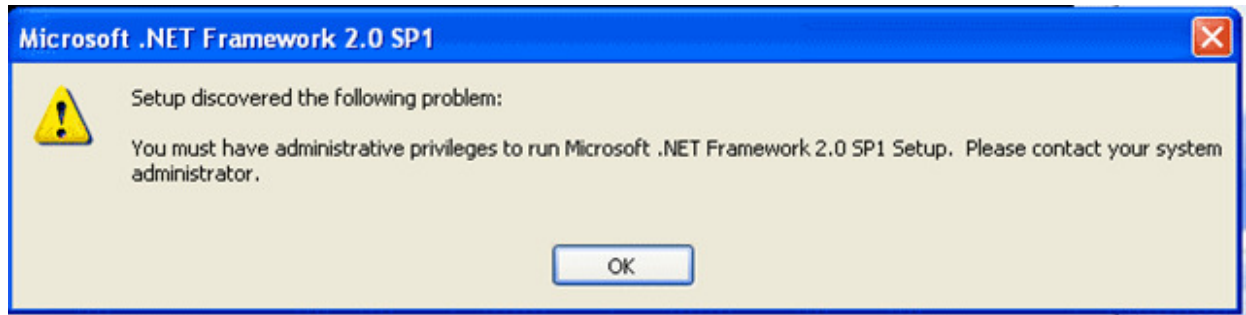 Microsoft .NET Framework 2.0 SP1
Setup discovered the following problem:
You must have administrative privileges to run Microsoft .NET Framework 2.0 SP1 Setup. Please contact your system
administrator.
OK